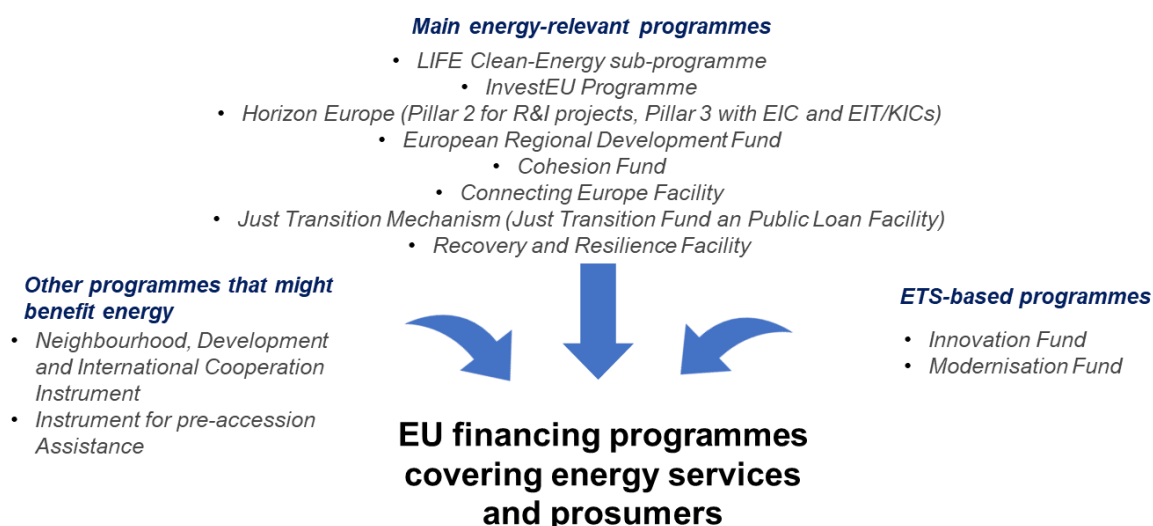 Main energy-relevant programmes
• LIFE Clean-Energy sub-programme
• InvestEU Programme
• Horizon Europe (Pillar 2 for R&I projects, Pillar 3 with EIC and EIT/KICs)
• European Regional Development Fund
• Cohesion Fund
• Connecting Europe Facility
• Just Transition Mechanism (Just Transition Fund an Public Loan Facility)
• Recovery and Resilience Facility
Other programmes that might
benefit energy
• Neighbourhood, Development
and International Cooperation
Instrument
• Instrument for pre-accession
Assistance
ETS-based programmes
• Innovation Fund
• Modernisation Fund
EU financing programmes
covering energy services
and prosumers